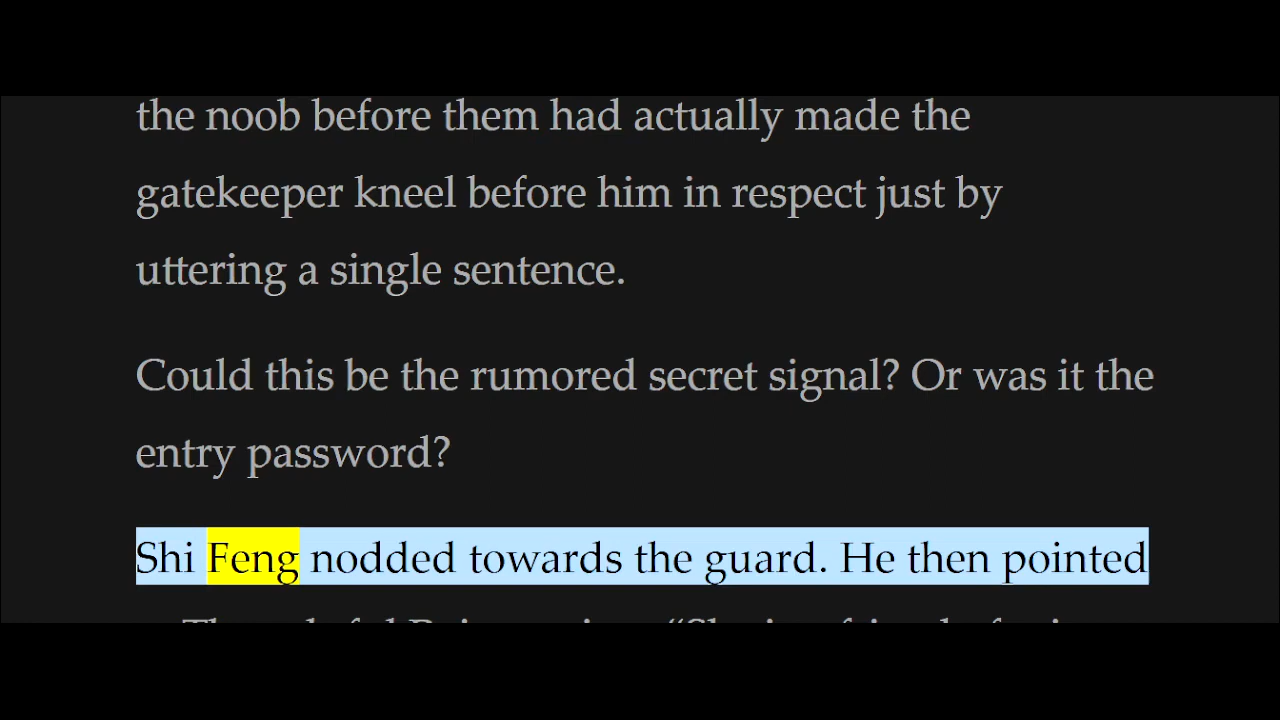 the noob before them had actually made the
gatekeeper kneel before him in respect just by
uttering a single sentence.
Could this be the rumored secret signal? Or was it the
entry password?
Shi Feng nodded towards the guard. He then pointed